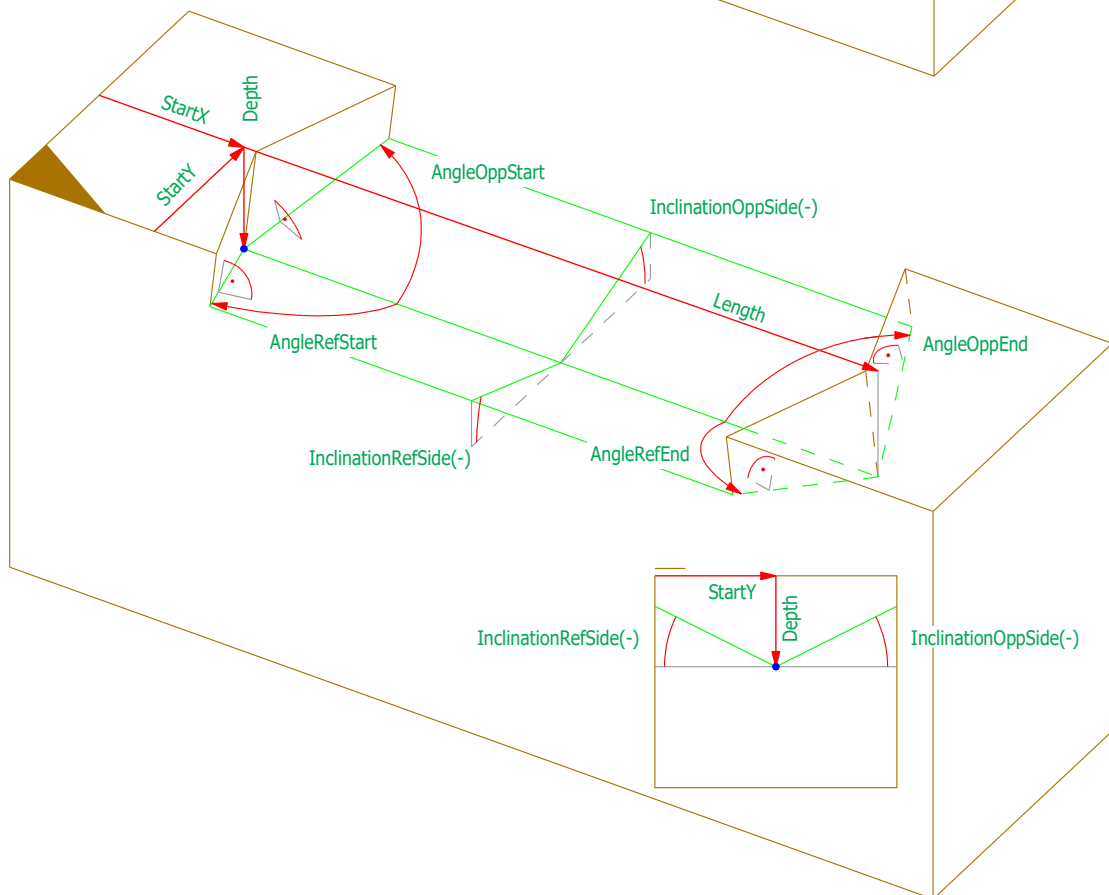 StartX
Depth
StartY
AngleOppStart
InclinationOppSide(-)
Length
AngleRefStart
AngleOppEnd
InclinationRefSide(-)
AngleRefEnd
StartY
Depth
InclinationRefSide(-)
InclinationOppSide(-)